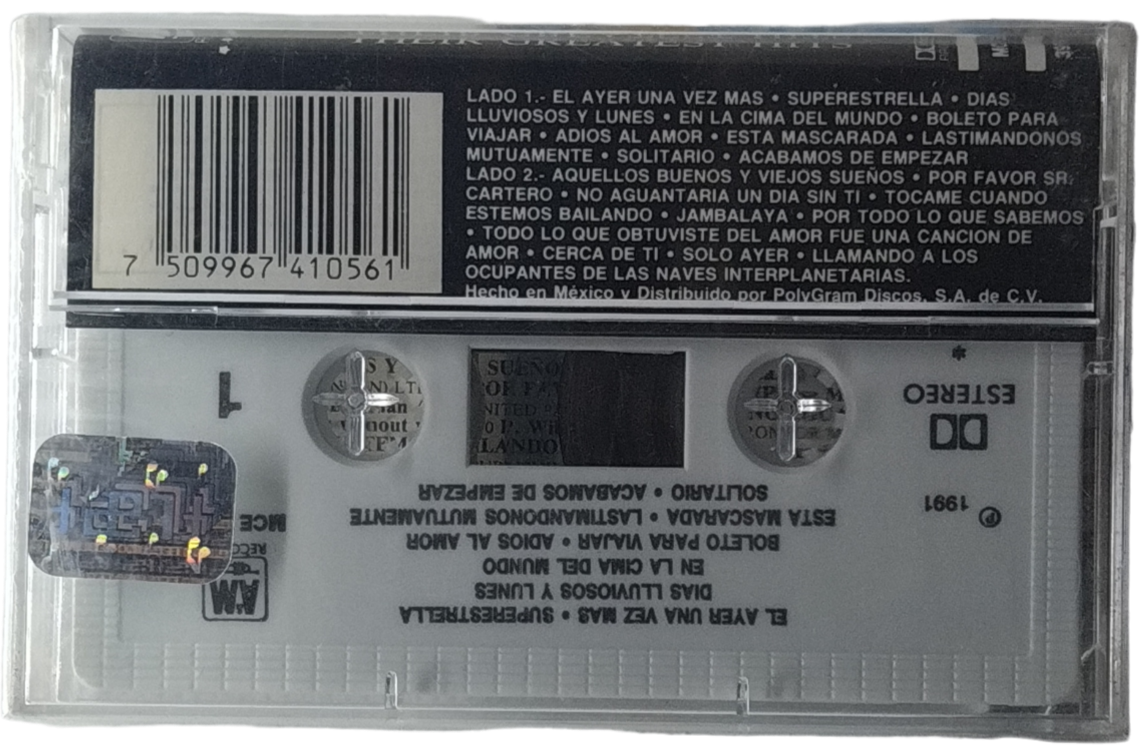 THEIR GREATEST HITS
LADO 1.- EL AYER UNA VEZ MAS • SUPERESTRELLA • DIAS
LLUVIOSOS Y LUNES • EN LA CIMA DEL MUNDO • BOLETO PARA
VIAJAR • ADIOS AL AMOR • ESTA MASCARADA • LASTIMANDONOS
MUTUAMENTE • SOLITARIO • ACABAMOS DE EMPEZAR
LADO 2.- AQUELLOS BUENOS Y VIEJOS SUEÑOS • POR FAVOR SR.
CARTERO • NO AGUANTARIA UN DIA SIN TI • TOCAME CUANDO
ESTEMOS BAILANDO • JAMBALAYA • POR TODO LO QUE SABEMOS
• TODO LO QUE OBTUVISTE DEL AMOR FUE UNA CANCION DE
AMOR • CERCA DE TI • SOLO AYER • LLAMANDO A LOS
OCUPANTES DE LAS NAVES INTERPLANETARIAS.
Hecho en México y Distribuido por PolyGram Discos, S.A. de C.V.
7 509967 410561
EL AYER UNA VEZ MAS • SUPERESTRELLA
DIAS LLUVIOSOS Y LUNES
EN LA CIMA DEL MUNDO
BOLETO PARA VIAJAR • ADIOS AL AMOR
ESTA MASCARADA • LASTIMANDONOS MUTUAMENTE
SOLITARIO • ACABAMOS DE EMPEZAR
A&M
MCE
℗ 1991
ESTEREO
*
1
SUEÑO
LANDO